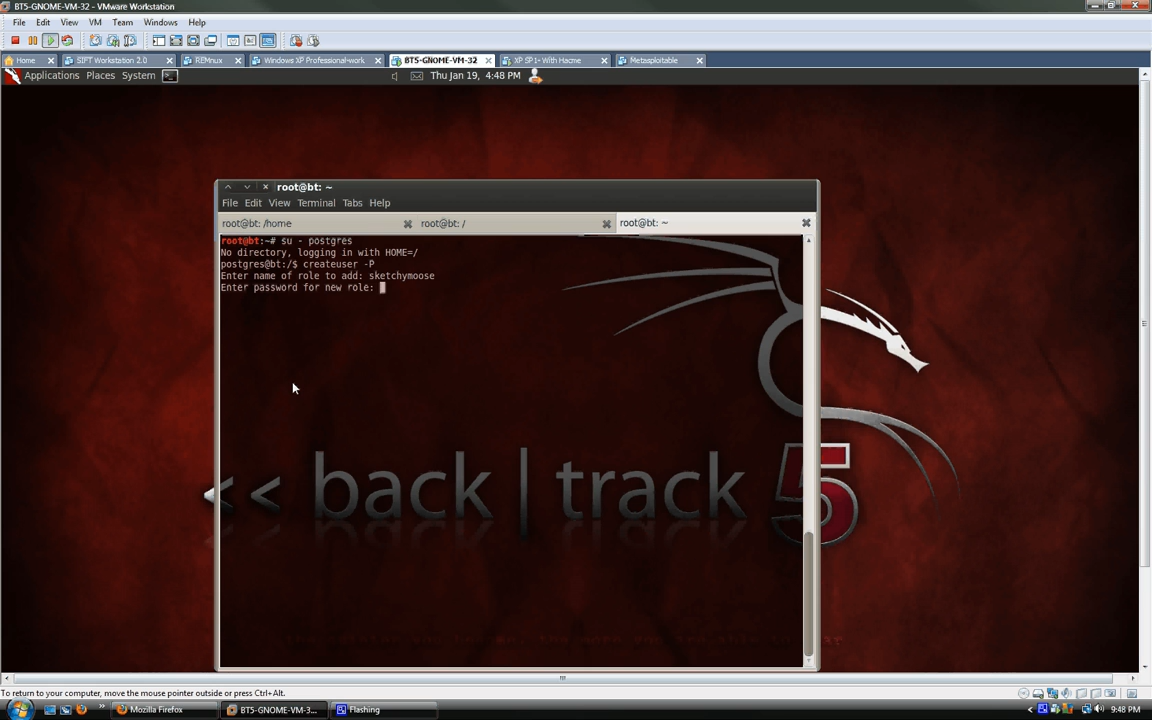 BT5-GNOME-VM-32 - VMware Workstation
File Edit View VM Team Windows Help
Home SIFT Workstation 2.0 REMnux Windows XP Professional-work BT5-GNOME-VM-32 XP SP1- With Hacme Metasploitable
Applications Places System Thu Jan 19, 4:48 PM
root@bt: ~
File Edit View Terminal Tabs Help
root@bt: /home root@bt: / root@bt: ~
root@bt:~# su - postgres
No directory, logging in with HOME=/
postgres@bt:/$ createuser -P
Enter name of role to add: sketchymoose
Enter password for new role:
<< back | track 5
To return to your computer, move the mouse pointer outside or press Ctrl+Alt.
Mozilla Firefox BT5-GNOME-VM-3... Flashing 9:48 PM